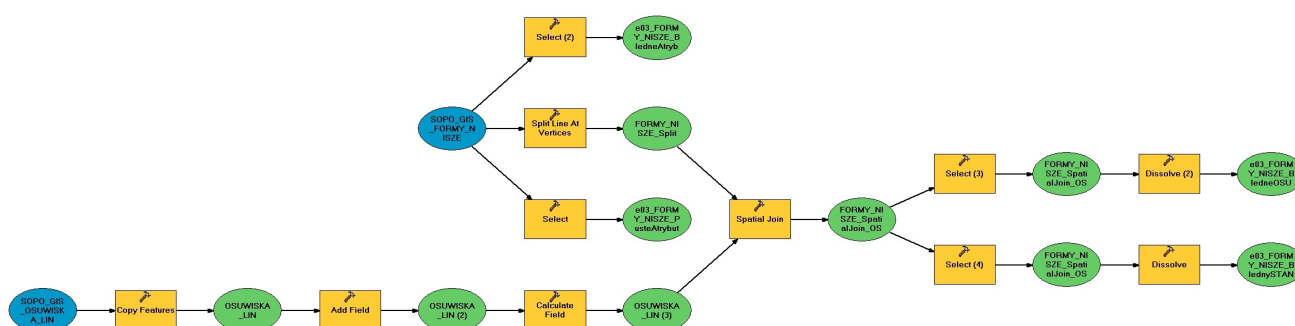 Select (2)
e03_FORM
Y_NISZE_B
ledneAtryb
SOPO_GIS
_FORMY_N
ISZE
Split Line At
Vertices
FORMY_NI
SZE_Split
Select
e03_FORM
Y_NISZE_P
usteAtrybut
Spatial Join
FORMY_NI
SZE_Spati
alJoin_OS
Select (3)
FORMY_NI
SZE_Spati
alJoin_OS
Dissolve (2)
e03_FORM
Y_NISZE_B
ledneOSU
Select (4)
FORMY_NI
SZE_Spati
alJoin_OS
Dissolve
e03_FORM
Y_NISZE_B
lednySTAN
SOPO_GIS
_OSUWISK
A_LIN
Copy Features
OSUWISKA
_LIN
Add Field
OSUWISKA
_LIN (2)
Calculate
Field
OSUWISKA
_LIN (3)